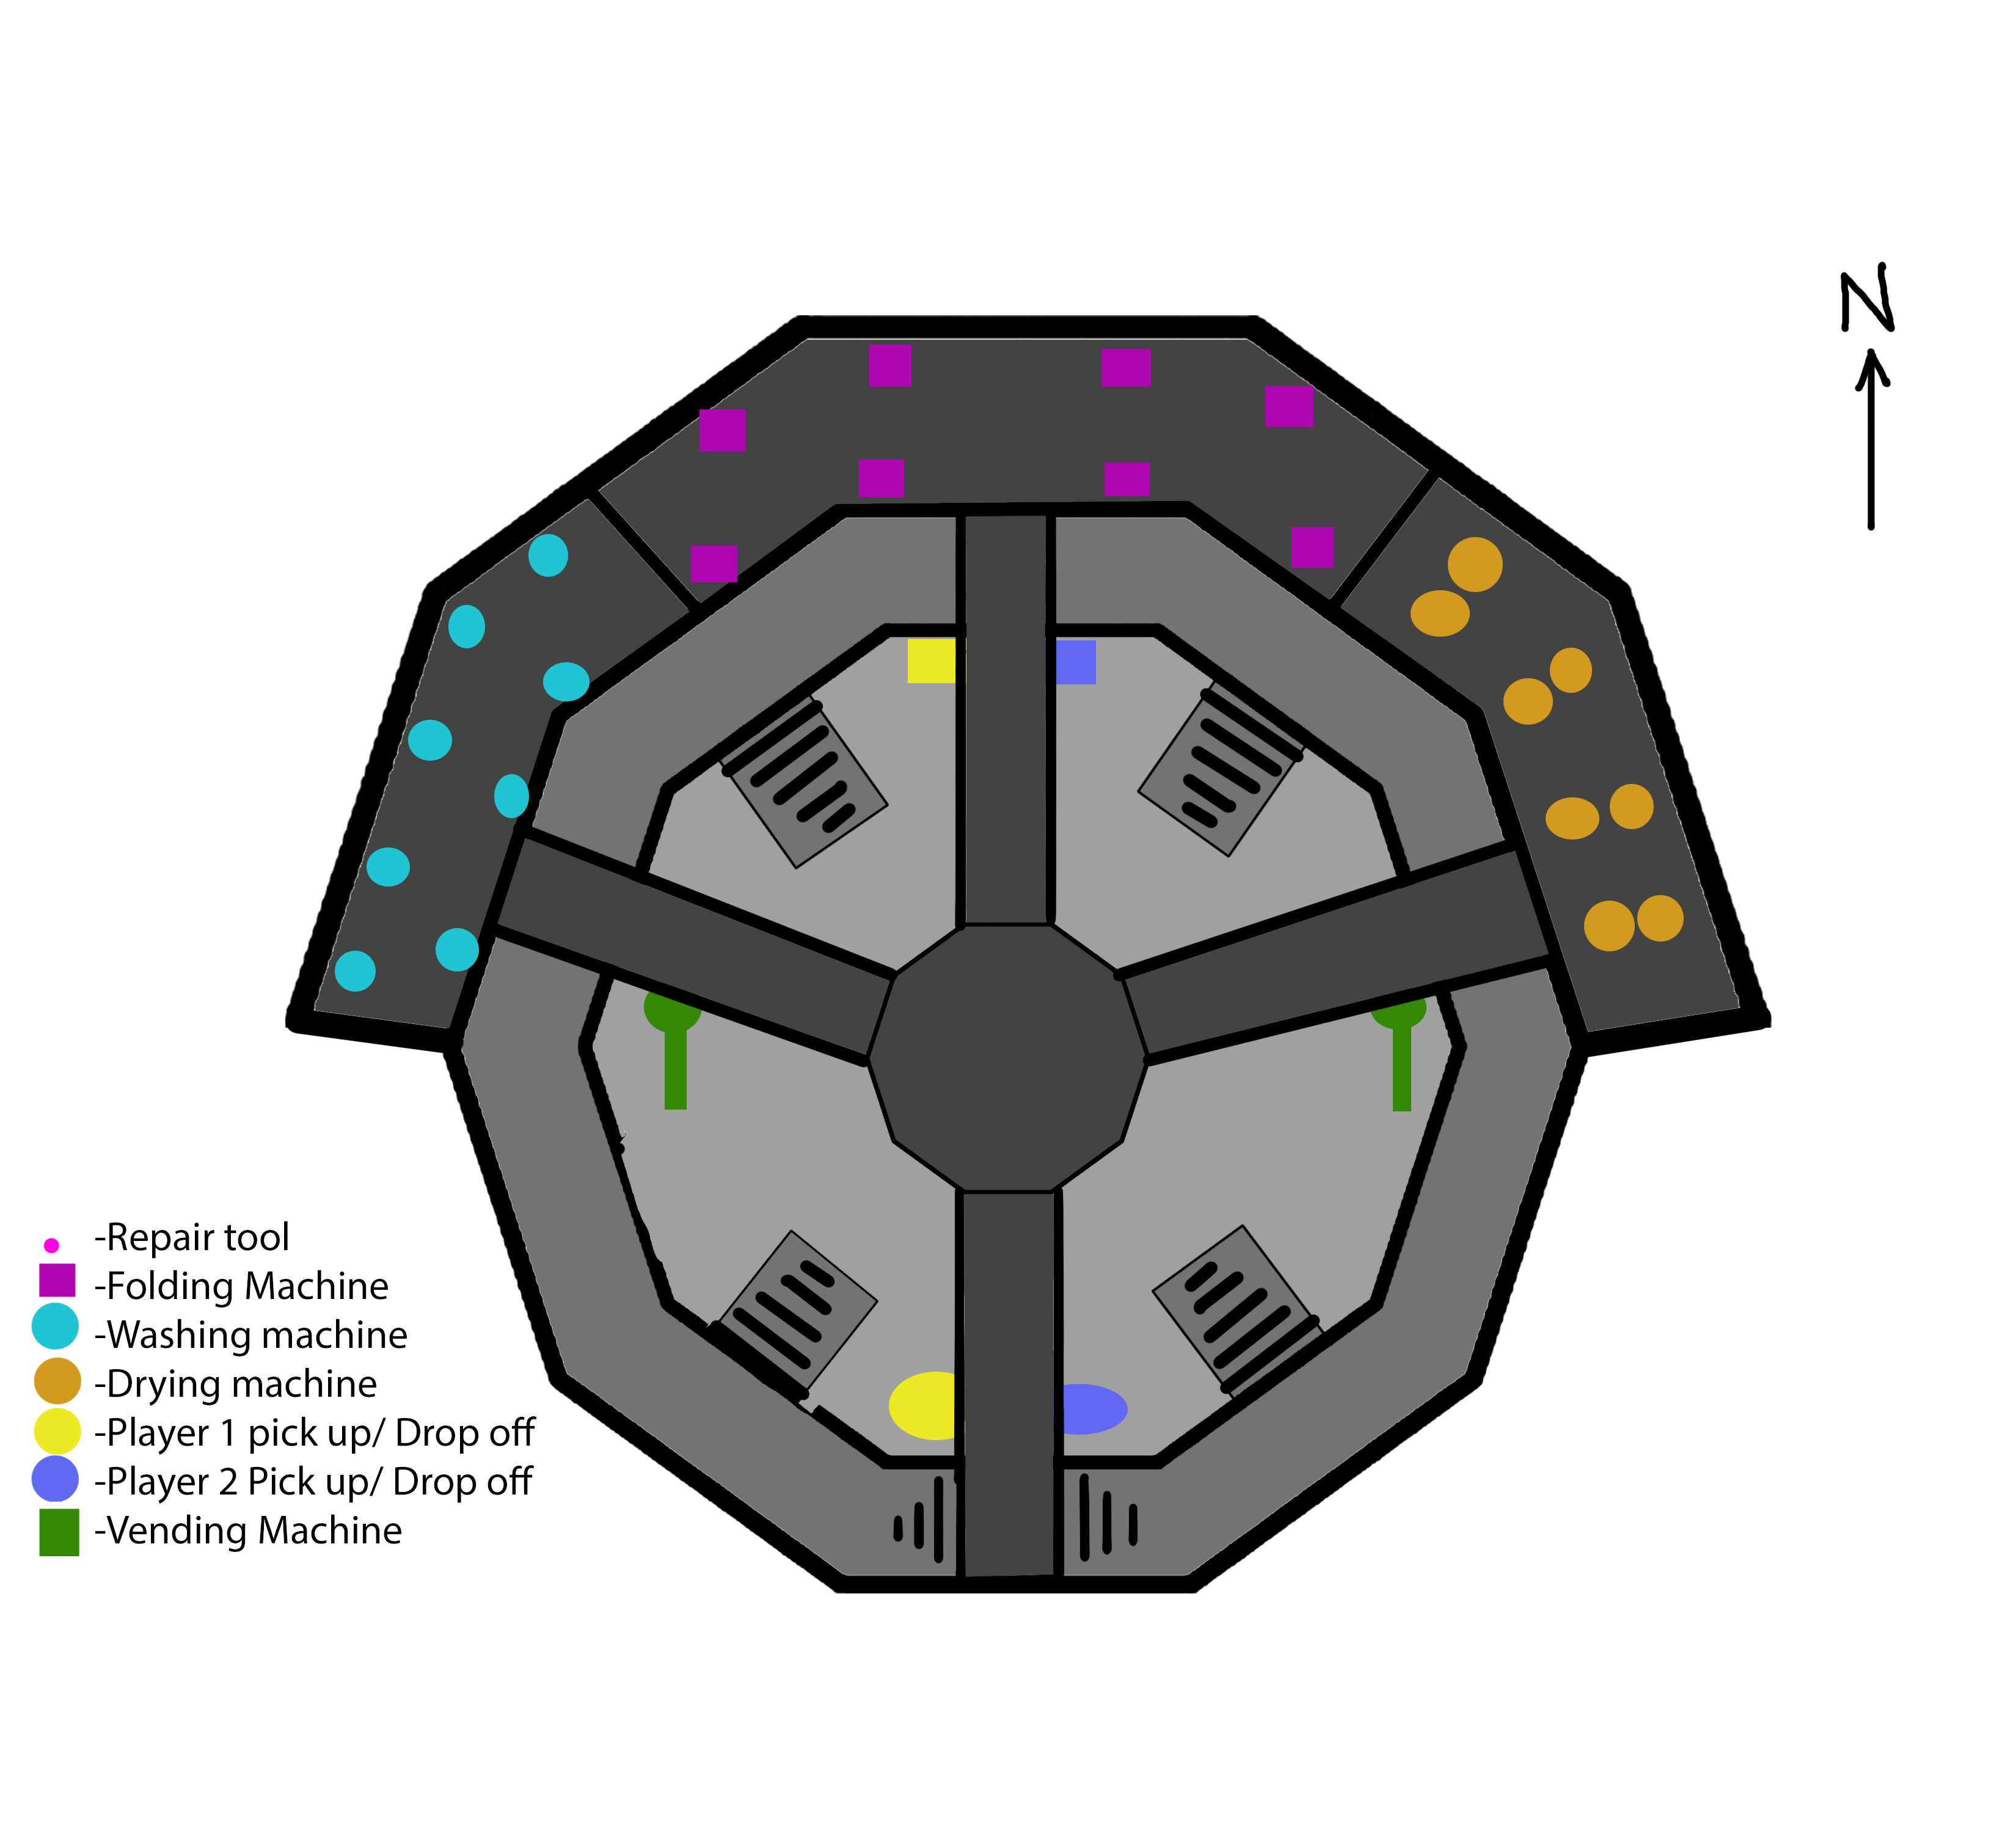 N
-Repair tool
-Folding Machine
-Washing machine
-Drying machine
-Player 1 pick up/ Drop off
-Player 2 Pick up/ Drop off
-Vending Machine